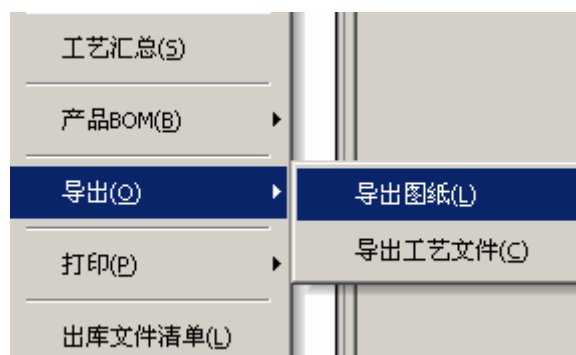 工艺汇总(S)
产品BOM(B)
导出(O)
导出图纸(L)
导出工艺文件(C)
打印(P)
出库文件清单(L)